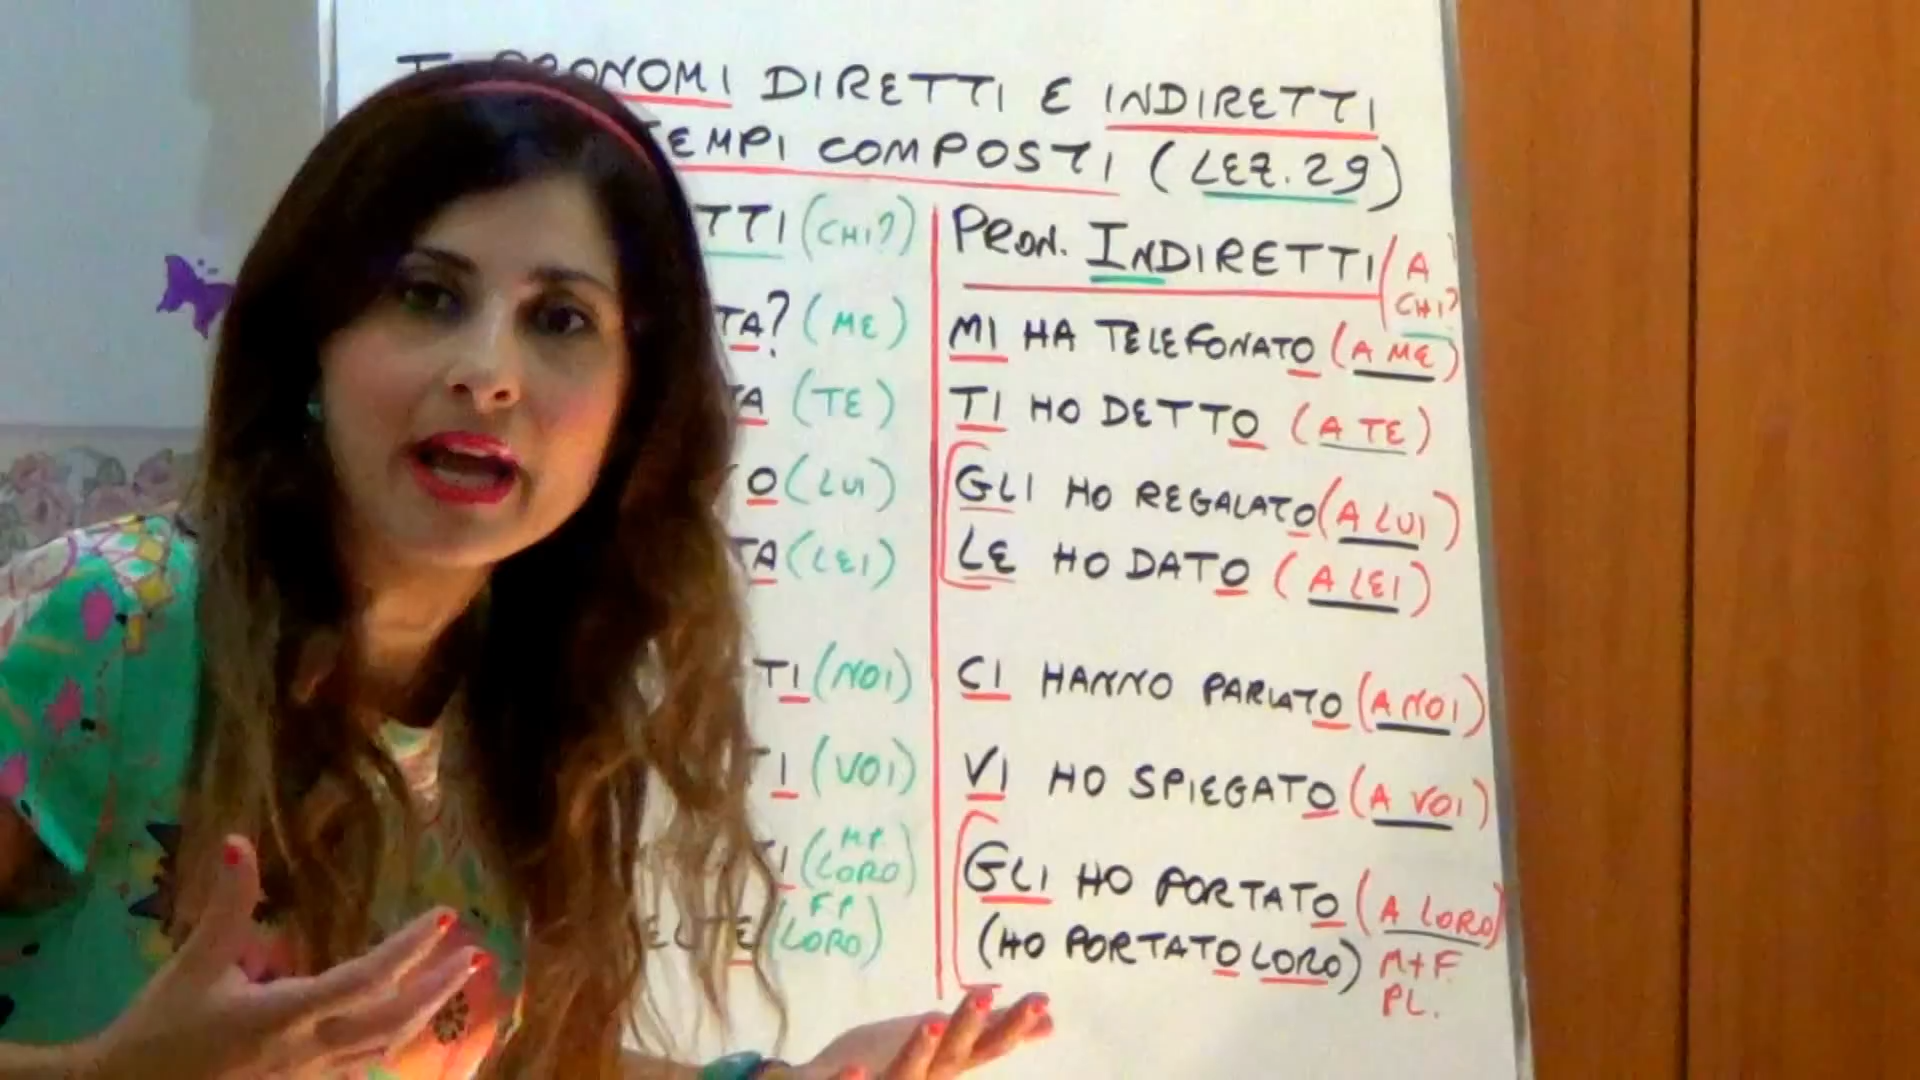 PRONOMI DIRETTI E INDIRETTI
TEMPI COMPOSTI (LEZ. 29)
TTI (CHI?)
TA? (ME)
TA (TE)
O (LUI)
TA (LEI)
TI (NOI)
TI (VOI)
I (LORO) M.P.
ELTE (LORO) F.P.
PRON. INDIRETTI (A CHI?
MI HA TELEFONATO (A ME)
TI HO DETTO (A TE)
GLI HO REGALATO (A LUI)
LE HO DATO (A LEI)
CI HANNO PARLATO (A NOI)
VI HO SPIEGATO (A VOI)
GLI HO PORTATO (A LORO)
(HO PORTATO LORO) M+F
PL.